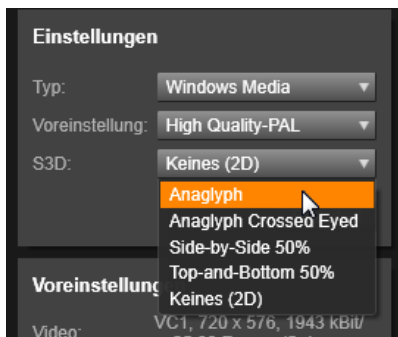 Einstellungen
Typ: Windows Media
Voreinstellung: High Quality-PAL
S3D: Keines (2D)
Anaglyph
Anaglyph Crossed Eyed
Side-by-Side 50%
Top-and-Bottom 50%
Keines (2D)
Voreinstellung
Video: VC1, 720 x 576, 1943 kBit/